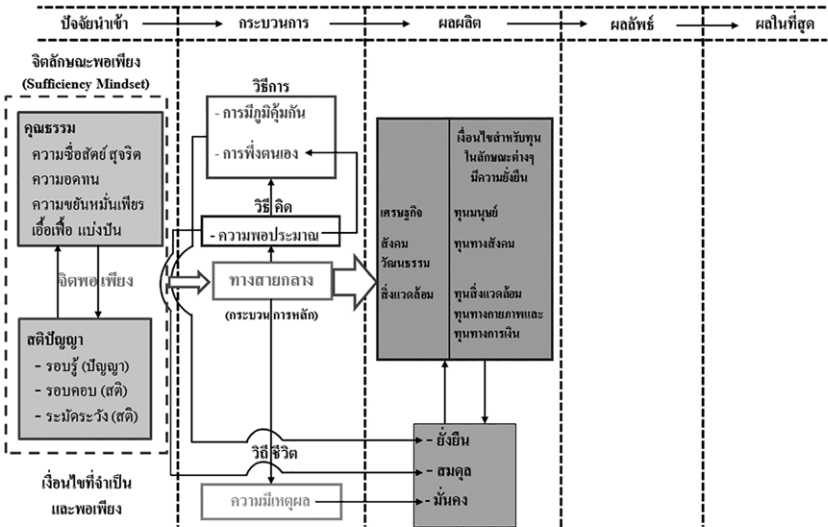 ปัจจัยนำเข้า
กระบวนการ
ผลผลิต
ผลลัพธ์
ผลในที่สุด
จิตลักษณะพอเพียง
(Sufficiency Mindset)
คุณธรรม
ความซื่อสัตย์ สุจริต
ความอดทน
ความขยันหมั่นเพียร
เอื้อเฟื้อ แบ่งปัน
จิตพอเพียง
สติปัญญา
- รอบรู้ (ปัญญา)
- รอบคอบ (สติ)
- ระมัดระวัง (สติ)
เงื่อนไขที่จำเป็น
และพอเพียง
วิธีการ
- การมีภูมิคุ้มกัน
- การพึ่งตนเอง
วิธีคิด
- ความพอประมาณ
ทางสายกลาง
(กระบวนการหลัก)
วิถีชีวิต
ความมีเหตุผล
เงื่อนไขสำหรับทุน
ในลักษณะต่างๆ
มีความยั่งยืน
เศรษฐกิจ ทุนมนุษย์
สังคม ทุนทางสังคม
วัฒนธรรม
สิ่งแวดล้อม ทุนสิ่งแวดล้อม
ทุนทางกายภาพและ
ทุนทางการเงิน
- ยั่งยืน
- สมดุล
- มั่นคง